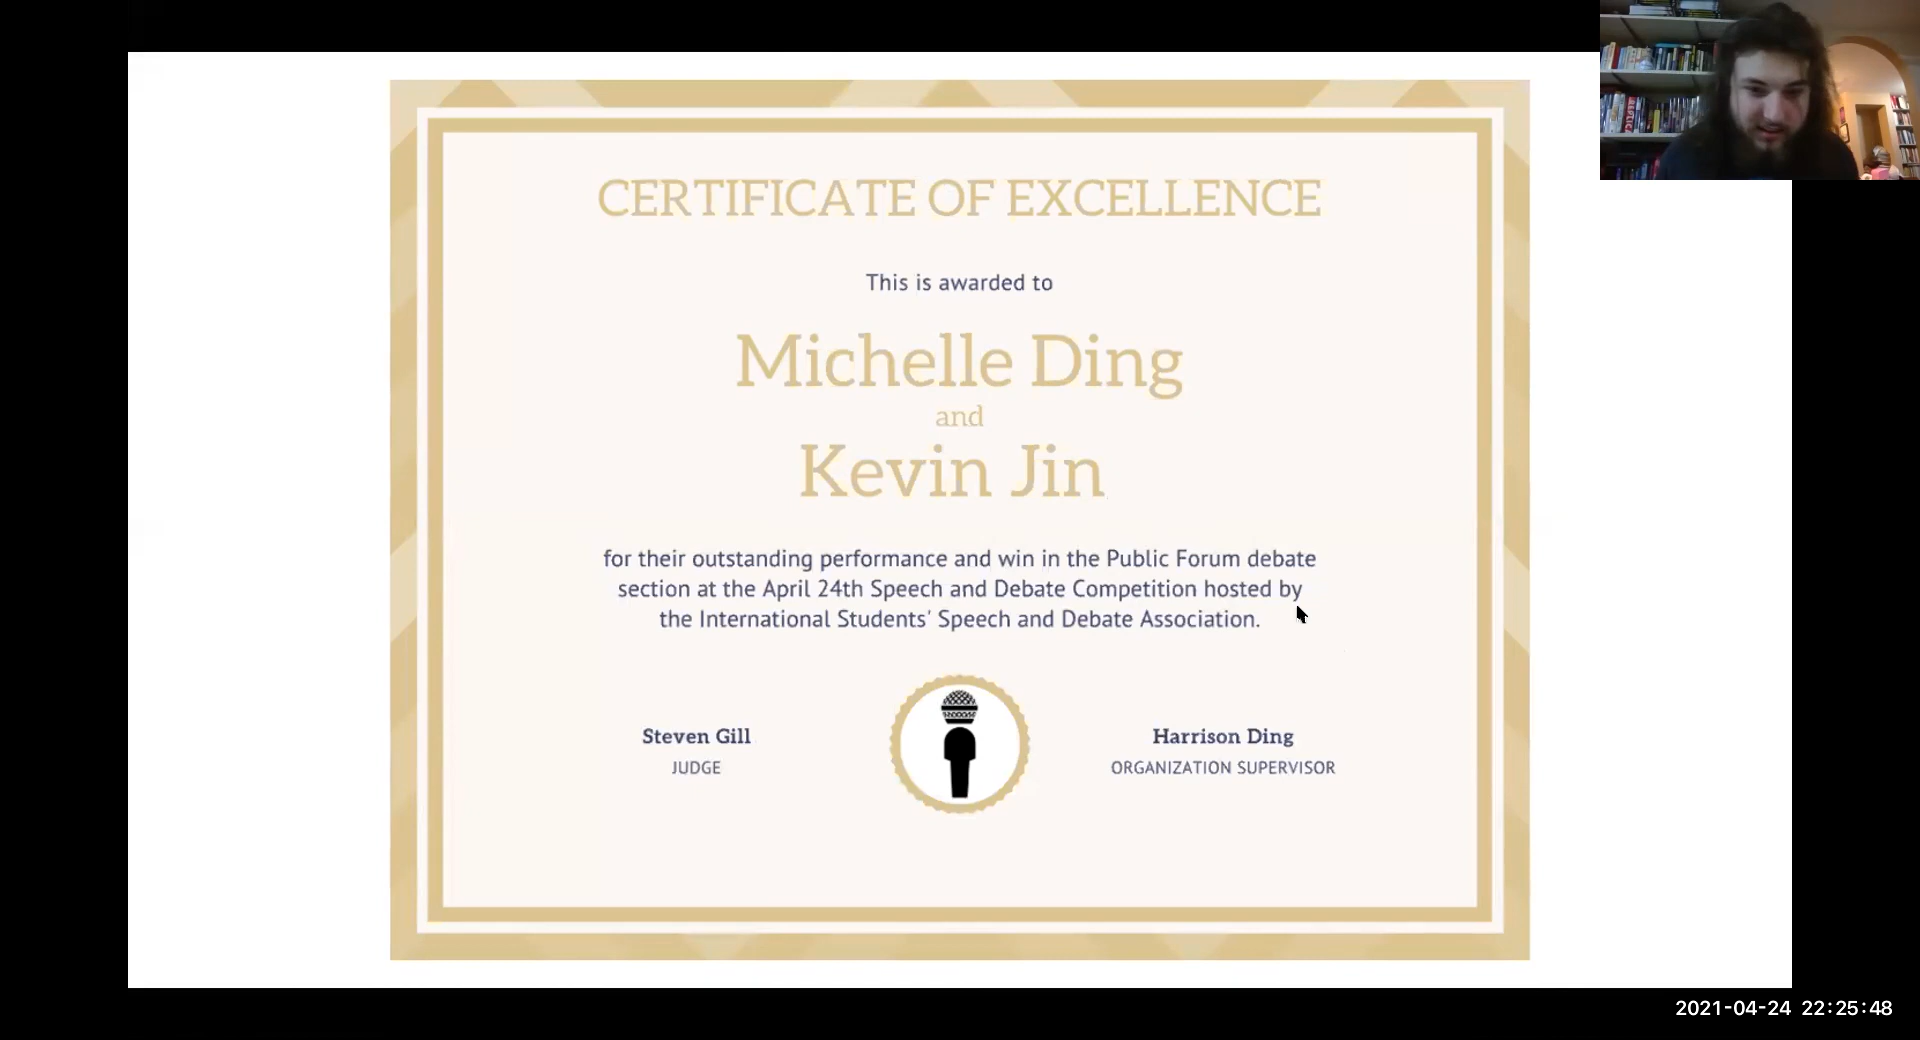 CERTIFICATE OF EXCELLENCE
This is awarded to
Michelle Ding
and
Kevin Jin
for their outstanding performance and win in the Public Forum debate
section at the April 24th Speech and Debate Competition hosted by
the International Students' Speech and Debate Association.
Steven Gill
JUDGE
Harrison Ding
ORGANIZATION SUPERVISOR
2021-04-24 22:25:48